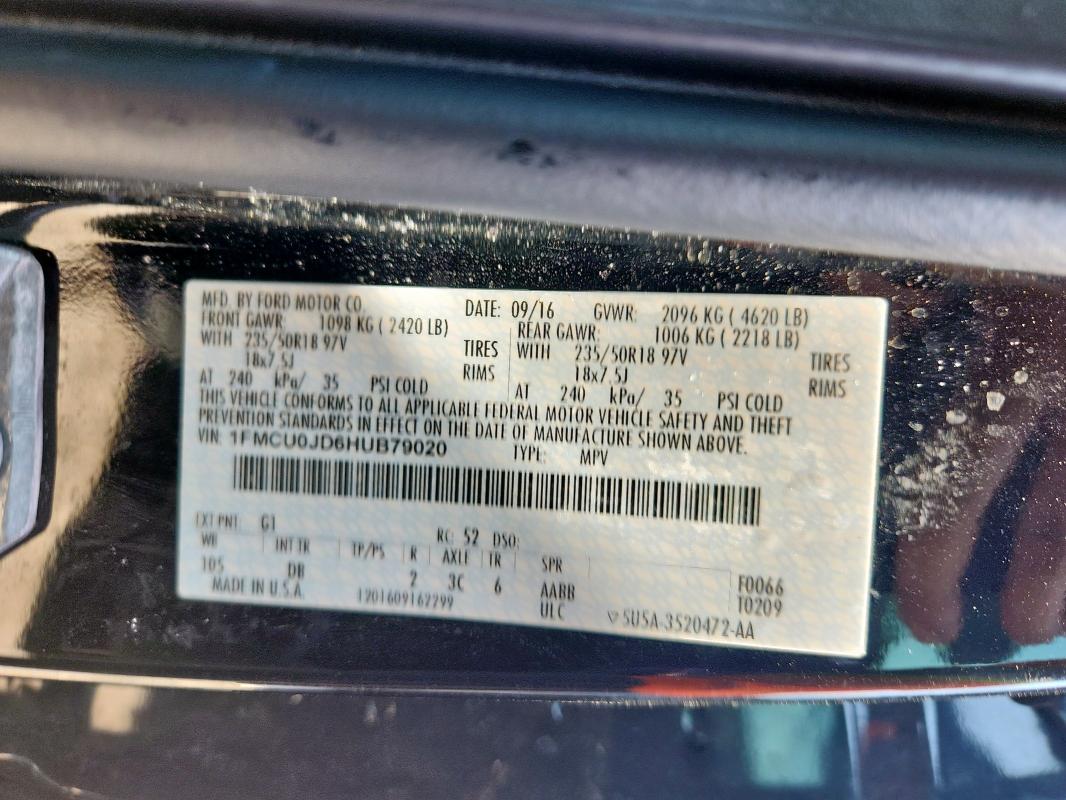 MFD. BY FORD MOTOR CO. DATE: 09/16 GVWR: 2096 KG ( 4620 LB)
FRONT GAWR: 1098 KG ( 2420 LB) REAR GAWR: 1006 KG ( 2218 LB)
WITH 235/50R18 97V TIRES WITH 235/50R18 97V TIRES
18x7.5J RIMS 18x7.5J RIMS
AT 240 kPa/ 35 PSI COLD AT 240 kPa/ 35 PSI COLD
THIS VEHICLE CONFORMS TO ALL APPLICABLE FEDERAL MOTOR VEHICLE SAFETY AND THEFT
PREVENTION STANDARDS IN EFFECT ON THE DATE OF MANUFACTURE SHOWN ABOVE.
VIN: 1FMCU0JD6HUB79020 TYPE: MPV
EXT PNT: G1 RC: 52 DSO:
WB INT TR TP/PS R AXLE TR SPR F0066
105 DB 2 3C 6 AABB T0209
MADE IN U.S.A. 1201609162299 ULC ▽5U5A-3520472-AA